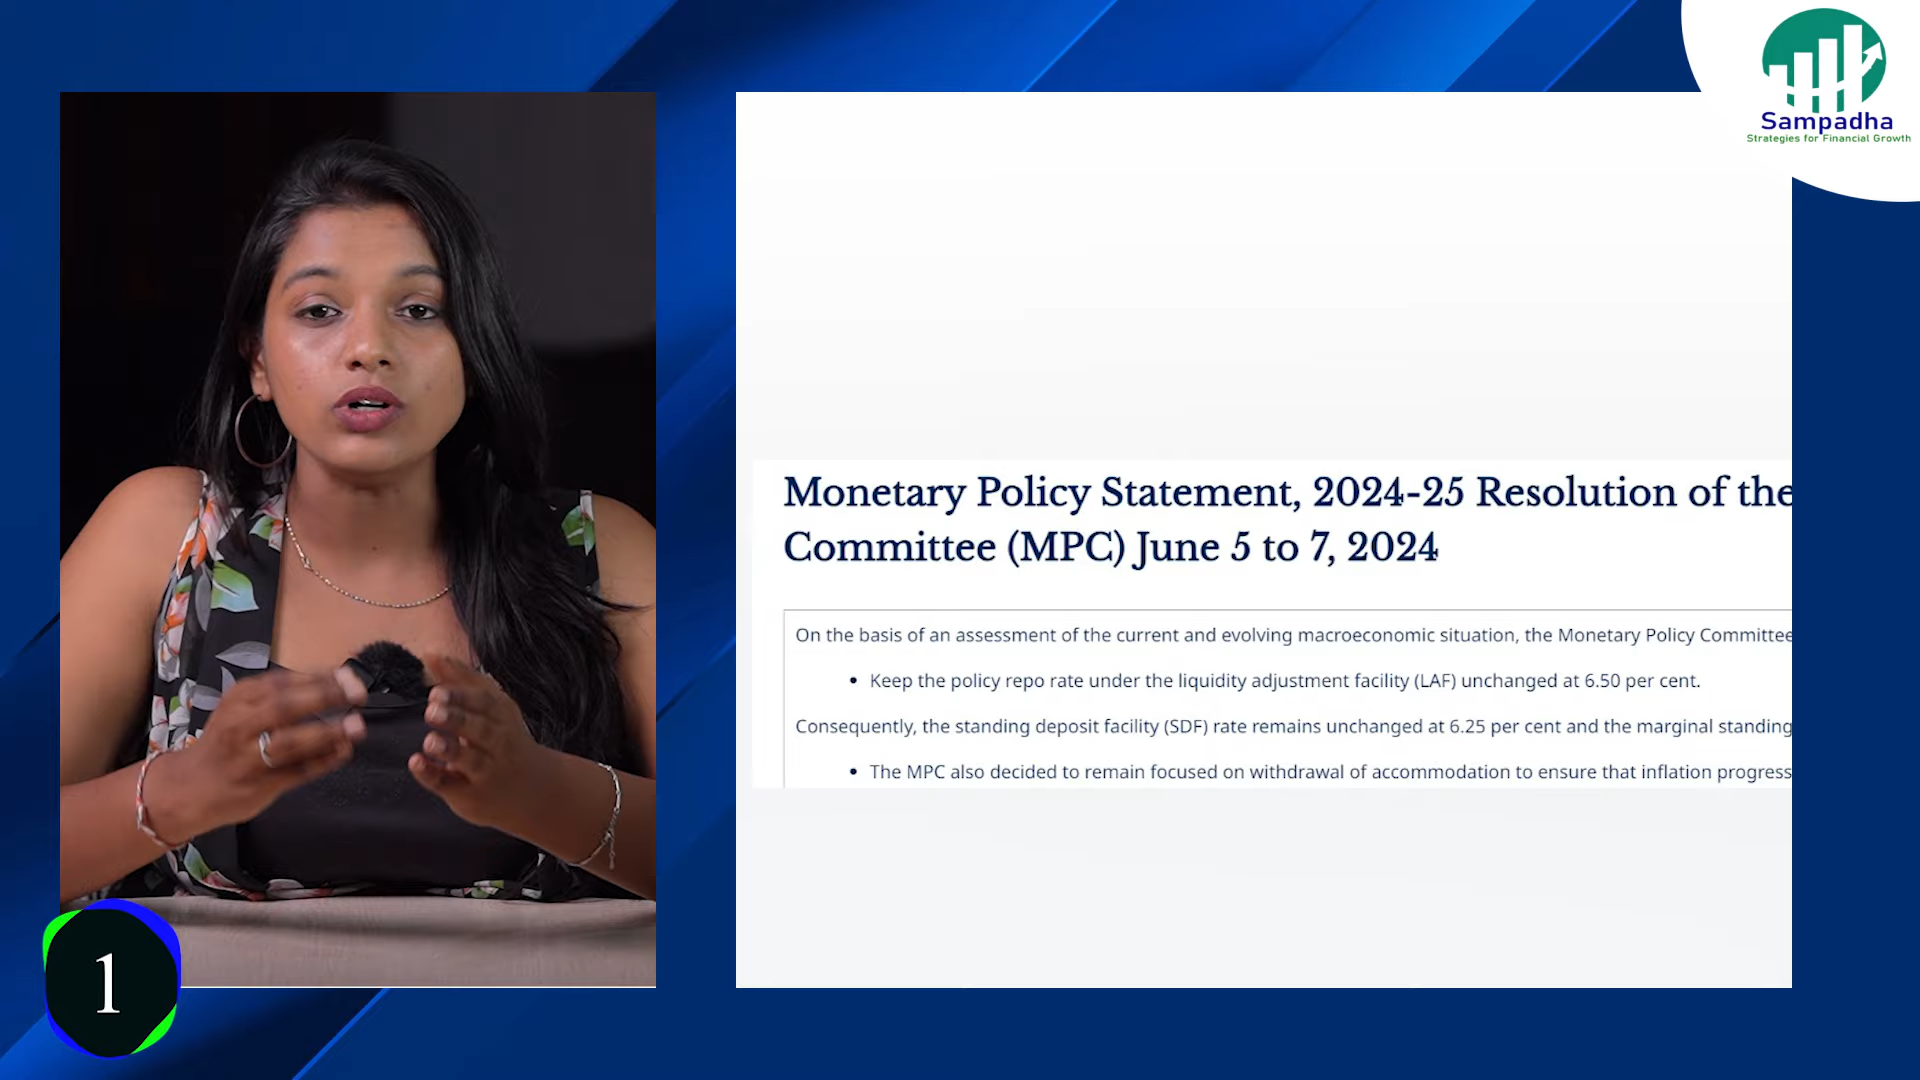 Sampadha
Strategies for Financial Growth
Monetary Policy Statement, 2024-25 Resolution of the
Committee (MPC) June 5 to 7, 2024
On the basis of an assessment of the current and evolving macroeconomic situation, the Monetary Policy Committee
• Keep the policy repo rate under the liquidity adjustment facility (LAF) unchanged at 6.50 per cent.
Consequently, the standing deposit facility (SDF) rate remains unchanged at 6.25 per cent and the marginal standing
• The MPC also decided to remain focused on withdrawal of accommodation to ensure that inflation progress
1